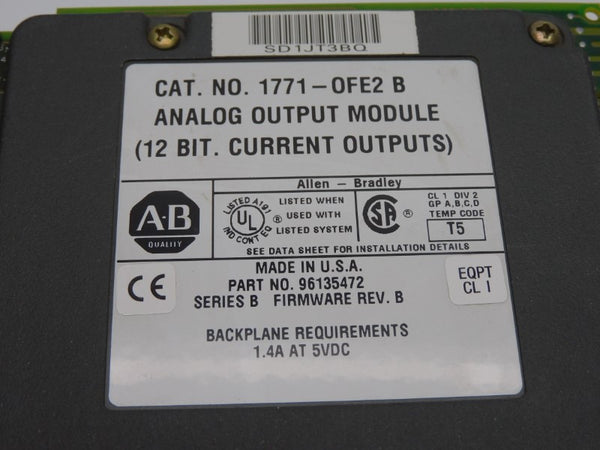 SD1JT3BQ
CAT. NO. 1771-OFE2 B
ANALOG OUTPUT MODULE
(12 BIT. CURRENT OUTPUTS)
Allen - Bradley
A-B
QUALITY
LISTED A191
UL
IND CONT EQ
®
LISTED WHEN
USED WITH
LISTED SYSTEM
SA
®
CL 1 DIV 2
GP A,B,C,D
TEMP CODE
T5
SEE DATA SHEET FOR INSTALLATION DETAILS
CE
MADE IN U.S.A.
PART NO. 96135472
SERIES B FIRMWARE REV. B
EQPT
CL I
BACKPLANE REQUIREMENTS
1.4A AT 5VDC